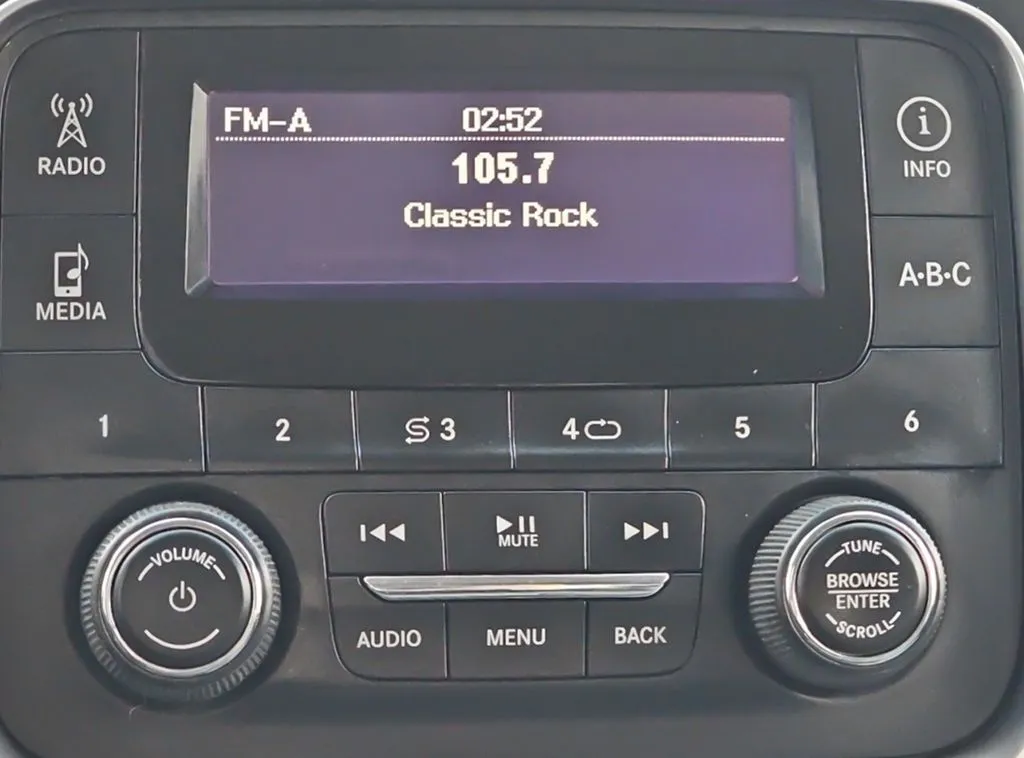 FM-A 02:52
105.7
Classic Rock
RADIO
MEDIA
INFO
A·B·C
1 2 3 4 5 6
VOLUME
MUTE
AUDIO MENU BACK
TUNE
BROWSE
ENTER
SCROLL